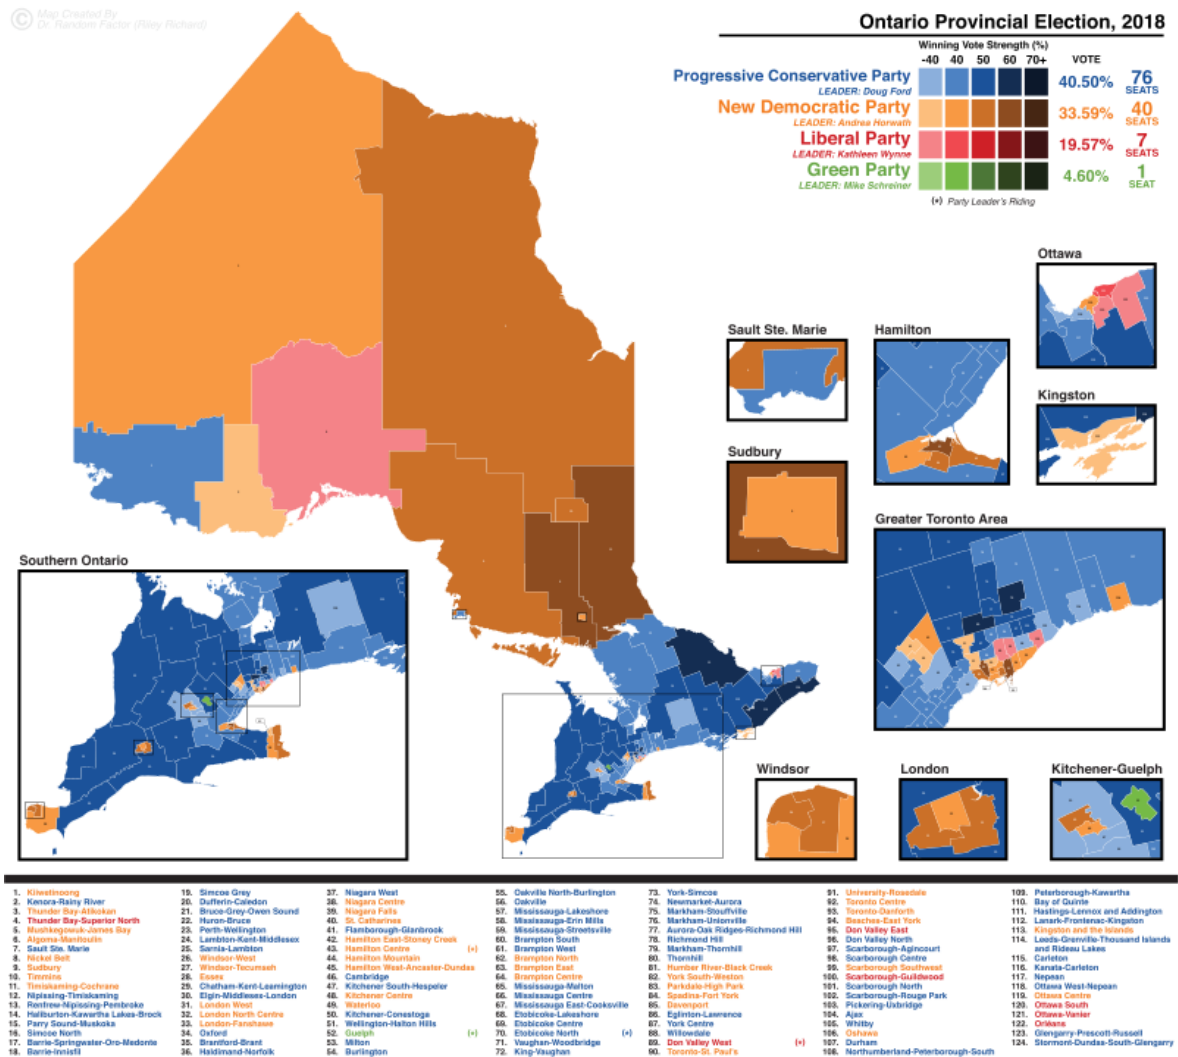 © Map Created By
Dr. Random Factor (Riley Richard)
Ontario Provincial Election, 2018
Winning Vote Strength (%)
-40 40 50 60 70+ VOTE
Progressive Conservative Party 40.50% 76 SEATS
LEADER: Doug Ford
New Democratic Party 33.59% 40 SEATS
LEADER: Andrea Horwath
Liberal Party 19.57% 7 SEATS
LEADER: Kathleen Wynne
Green Party 4.60% 1 SEAT
LEADER: Mike Schreiner
(*) Party Leader's Riding
Ottawa
Sault Ste. Marie
Hamilton
Kingston
Sudbury
Greater Toronto Area
Southern Ontario
Windsor
London
Kitchener-Guelph
1. Kiiwetinoong
2. Kenora-Rainy River
3. Thunder Bay-Atikokan
4. Thunder Bay-Superior North
5. Mushkegowuk-James Bay
6. Algoma-Manitoulin
7. Sault Ste. Marie
8. Nickel Belt
9. Sudbury
10. Timmins
11. Timiskaming-Cochrane
12. Nipissing-Timiskaming
13. Renfrew-Nipissing-Pembroke
14. Haliburton-Kawartha Lakes-Brock
15. Parry Sound-Muskoka
16. Simcoe North
17. Barrie-Springwater-Oro-Medonte
18. Barrie-Innisfil
19. Simcoe Grey
20. Dufferin-Caledon
21. Bruce-Grey-Owen Sound
22. Huron-Bruce
23. Perth-Wellington
24. Lambton-Kent-Middlesex
25. Sarnia-Lambton
26. Windsor-West
27. Windsor-Tecumseh
28. Essex
29. Chatham-Kent-Leamington
30. Elgin-Middlesex-London
31. London West
32. London North Centre
33. London-Fanshawe
34. Oxford
35. Brantford-Brant
36. Haldimand-Norfolk
37. Niagara West
38. Niagara Centre
39. Niagara Falls
40. St. Catharines
41. Flamborough-Glanbrook
42. Hamilton East-Stoney Creek
43. Hamilton Centre (*)
44. Hamilton Mountain
45. Hamilton West-Ancaster-Dundas
46. Cambridge
47. Kitchener South-Hespeler
48. Kitchener Centre
49. Waterloo
50. Kitchener-Conestoga
51. Wellington-Halton Hills
52. Guelph (*)
53. Milton
54. Burlington
55. Oakville North-Burlington
56. Oakville
57. Mississauga-Lakeshore
58. Mississauga-Erin Mills
59. Mississauga-Streetsville
60. Brampton South
61. Brampton West
62. Brampton North
63. Brampton East
64. Brampton Centre
65. Mississauga-Malton
66. Mississauga Centre
67. Mississauga East-Cooksville
68. Etobicoke-Lakeshore
69. Etobicoke Centre
70. Etobicoke North (*)
71. Vaughan-Woodbridge
72. King-Vaughan
73. York-Simcoe
74. Newmarket-Aurora
75. Markham-Stouffville
76. Markham-Unionville
77. Aurora-Oak Ridges-Richmond Hill
78. Richmond Hill
79. Markham-Thornhill
80. Thornhill
81. Humber River-Black Creek
82. York South-Weston
83. Parkdale-High Park
84. Spadina-Fort York
85. Davenport
86. Eglinton-Lawrence
87. York Centre
88. Willowdale
89. Don Valley West (*)
90. Toronto-St. Paul's
91. University-Rosedale
92. Toronto Centre
93. Toronto-Danforth
94. Beaches-East York
95. Don Valley East
96. Don Valley North
97. Scarborough-Agincourt
98. Scarborough Centre
99. Scarborough Southwest
100. Scarborough-Guildwood
101. Scarborough North
102. Scarborough-Rouge Park
103. Pickering-Uxbridge
104. Ajax
105. Whitby
106. Oshawa
107. Durham
108. Northumberland-Peterborough-South
109. Peterborough-Kawartha
110. Bay of Quinte
111. Hastings-Lennox and Addington
112. Lanark-Frontenac-Kingston
113. Kingston and the Islands
114. Leeds-Grenville-Thousand Islands
and Rideau Lakes
115. Carleton
116. Kanata-Carleton
117. Nepean
118. Ottawa West-Nepean
119. Ottawa Centre
120. Ottawa South
121. Ottawa-Vanier
122. Orléans
123. Glengarry-Prescott-Russell
124. Stormont-Dundas-South-Glengarry